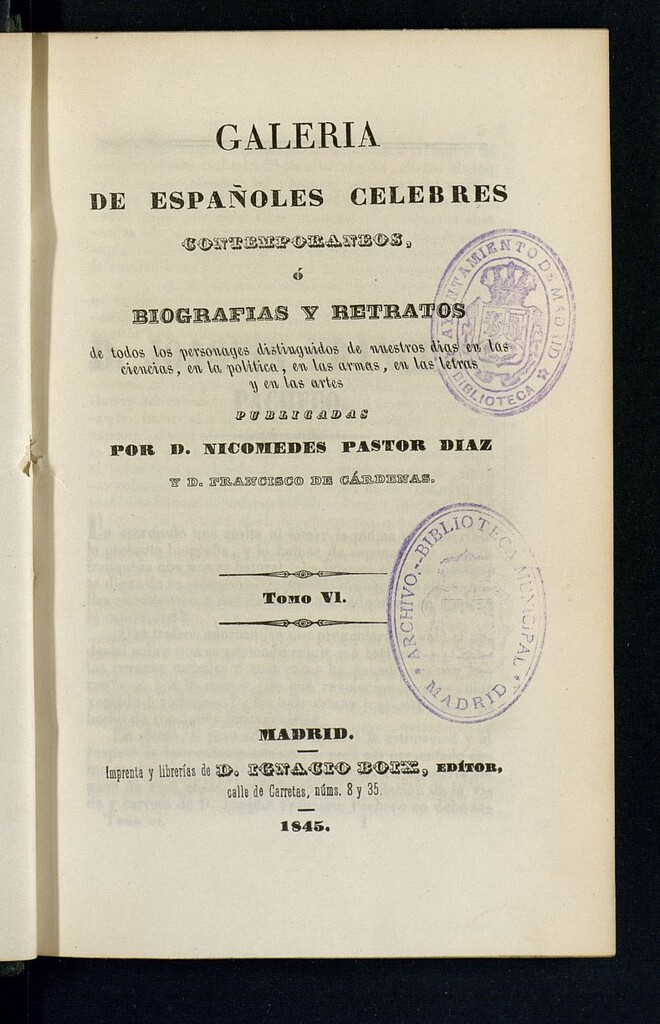 GALERIA
DE ESPAÑOLES CELEBRES
CONTEMPORANEOS,
ó
BIOGRAFIAS Y RETRATOS
de todos los personages distinguidos de nuestros dias en las
ciencias, en la política, en las armas, en las letras
y en las artes
PUBLICADAS
POR D. NICOMEDES PASTOR DIAZ
Y D. FRANCISCO DE CÁRDENAS.
TOMO VI.
MADRID.
Imprenta y librerías de D. IGNACIO BOIX, EDITOR,
calle de Carretas, núms. 8 y 35.
1845.
AYUNTAMIENTO DE MADRID
BIBLIOTECA
ARCHIVO.-BIBLIOTECA MUNICIPAL
MADRID